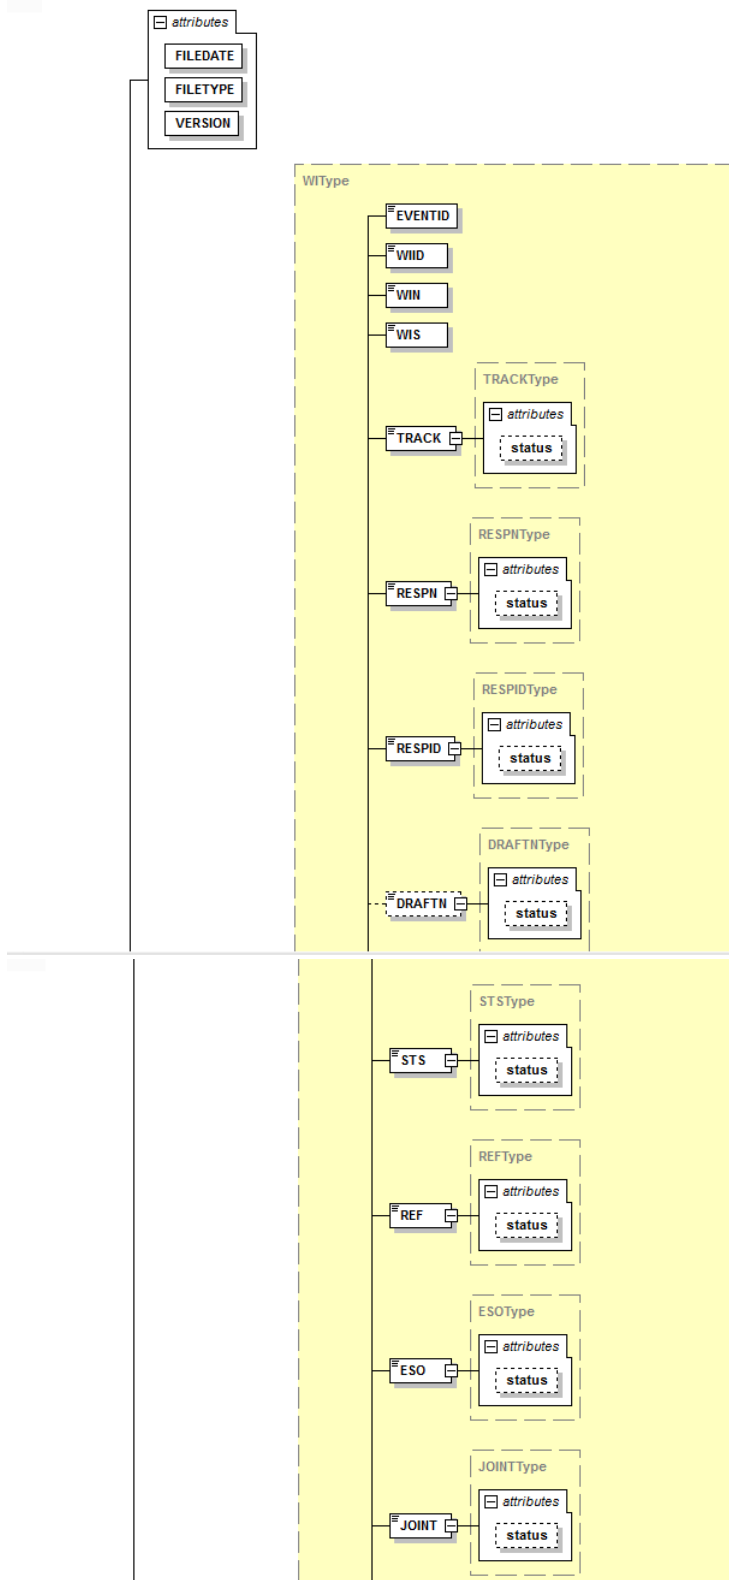 attributes
FILEDATE
FILETYPE
VERSION
WIType
EVENTID
WIID
WIN
WIS
TRACKType
attributes
TRACK
status
RESPNType
attributes
RESPN
status
RESPIDType
attributes
RESPID
status
DRAFTNType
attributes
DRAFTN
status
STSType
attributes
STS
status
REFType
attributes
REF
status
ESOType
attributes
ESO
status
JOINTType
attributes
JOINT
status